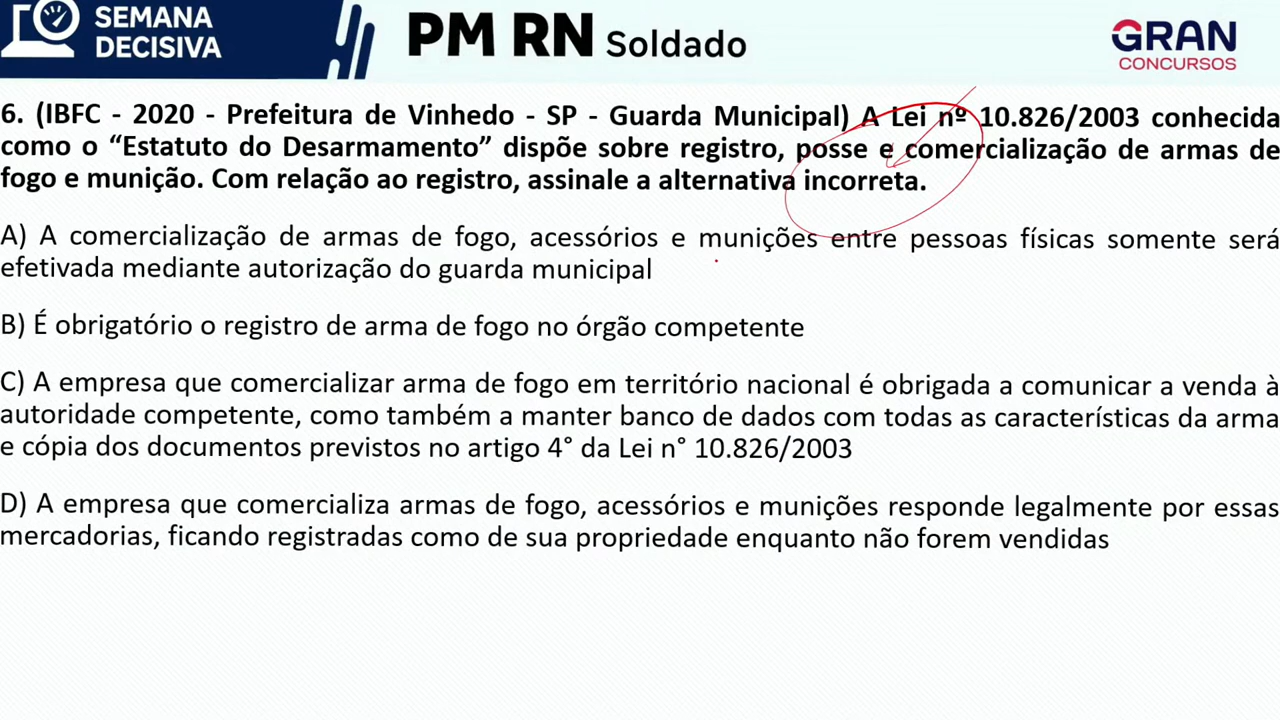 SEMANA
DECISIVA
PM RN Soldado
GRAN
CONCURSOS
6. (IBFC - 2020 - Prefeitura de Vinhedo - SP - Guarda Municipal) A Lei nº 10.826/2003 conhecida
como o “Estatuto do Desarmamento” dispõe sobre registro, posse e comercialização de armas de
fogo e munição. Com relação ao registro, assinale a alternativa incorreta.
A) A comercialização de armas de fogo, acessórios e munições entre pessoas físicas somente será
efetivada mediante autorização do guarda municipal
B) É obrigatório o registro de arma de fogo no órgão competente
C) A empresa que comercializar arma de fogo em território nacional é obrigada a comunicar a venda à
autoridade competente, como também a manter banco de dados com todas as características da arma
e cópia dos documentos previstos no artigo 4° da Lei n° 10.826/2003
D) A empresa que comercializa armas de fogo, acessórios e munições responde legalmente por essas
mercadorias, ficando registradas como de sua propriedade enquanto não forem vendidas